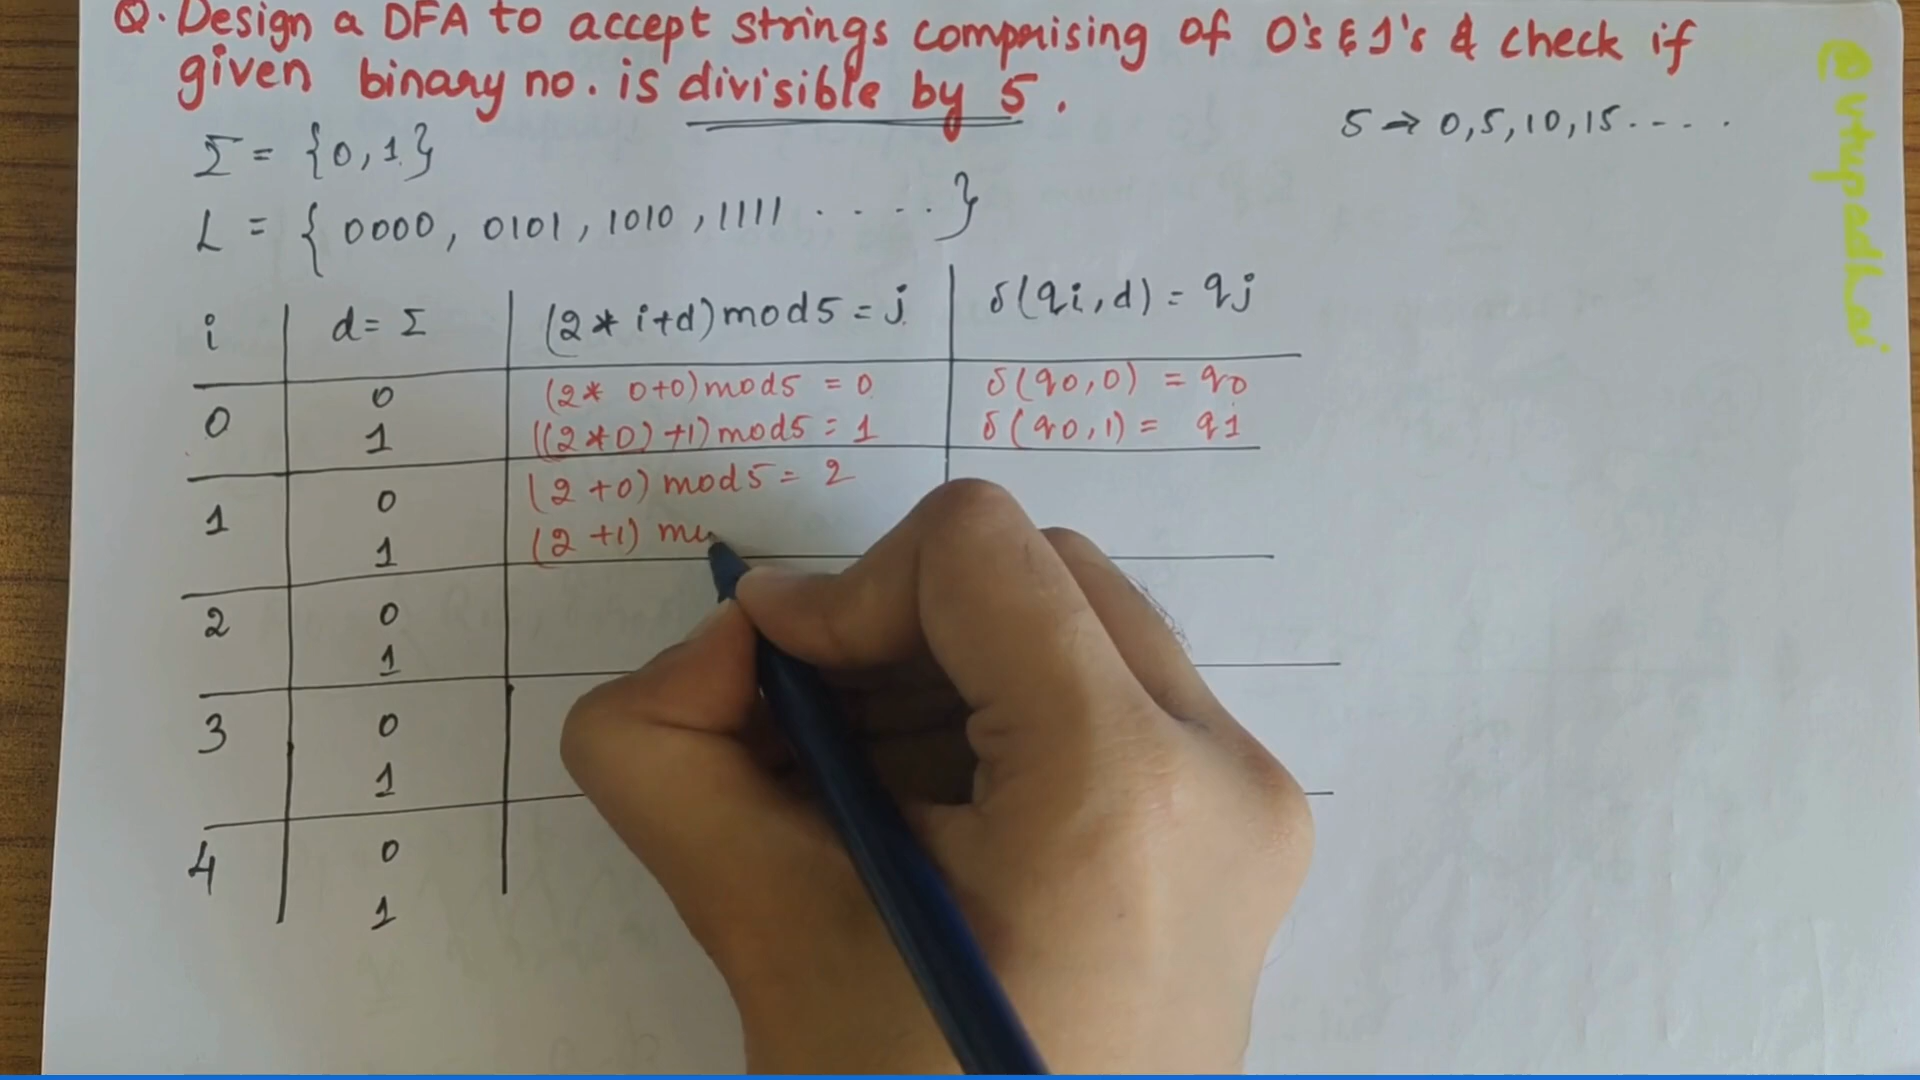 Q. Design a DFA to accept strings comprising of 0's & 1's & check if
given binary no. is divisible by 5.
5 → 0,5,10,15.... .
Σ = {0,1}
L = { 0000, 0101, 1010, 1111 .....}
i d=Σ (2* i+d)mod5=j δ(qi,d)=qj
0 0 (2* 0+0)mod5 = 0 δ(q0,0) = q0
1 ((2*0)+1)mod5 = 1 δ(q0,1) = q1
1 0 (2+0) mod5 = 2
1 (2+1) mo
2 0
1
3 0
1
4 0
1
@vtupadhai